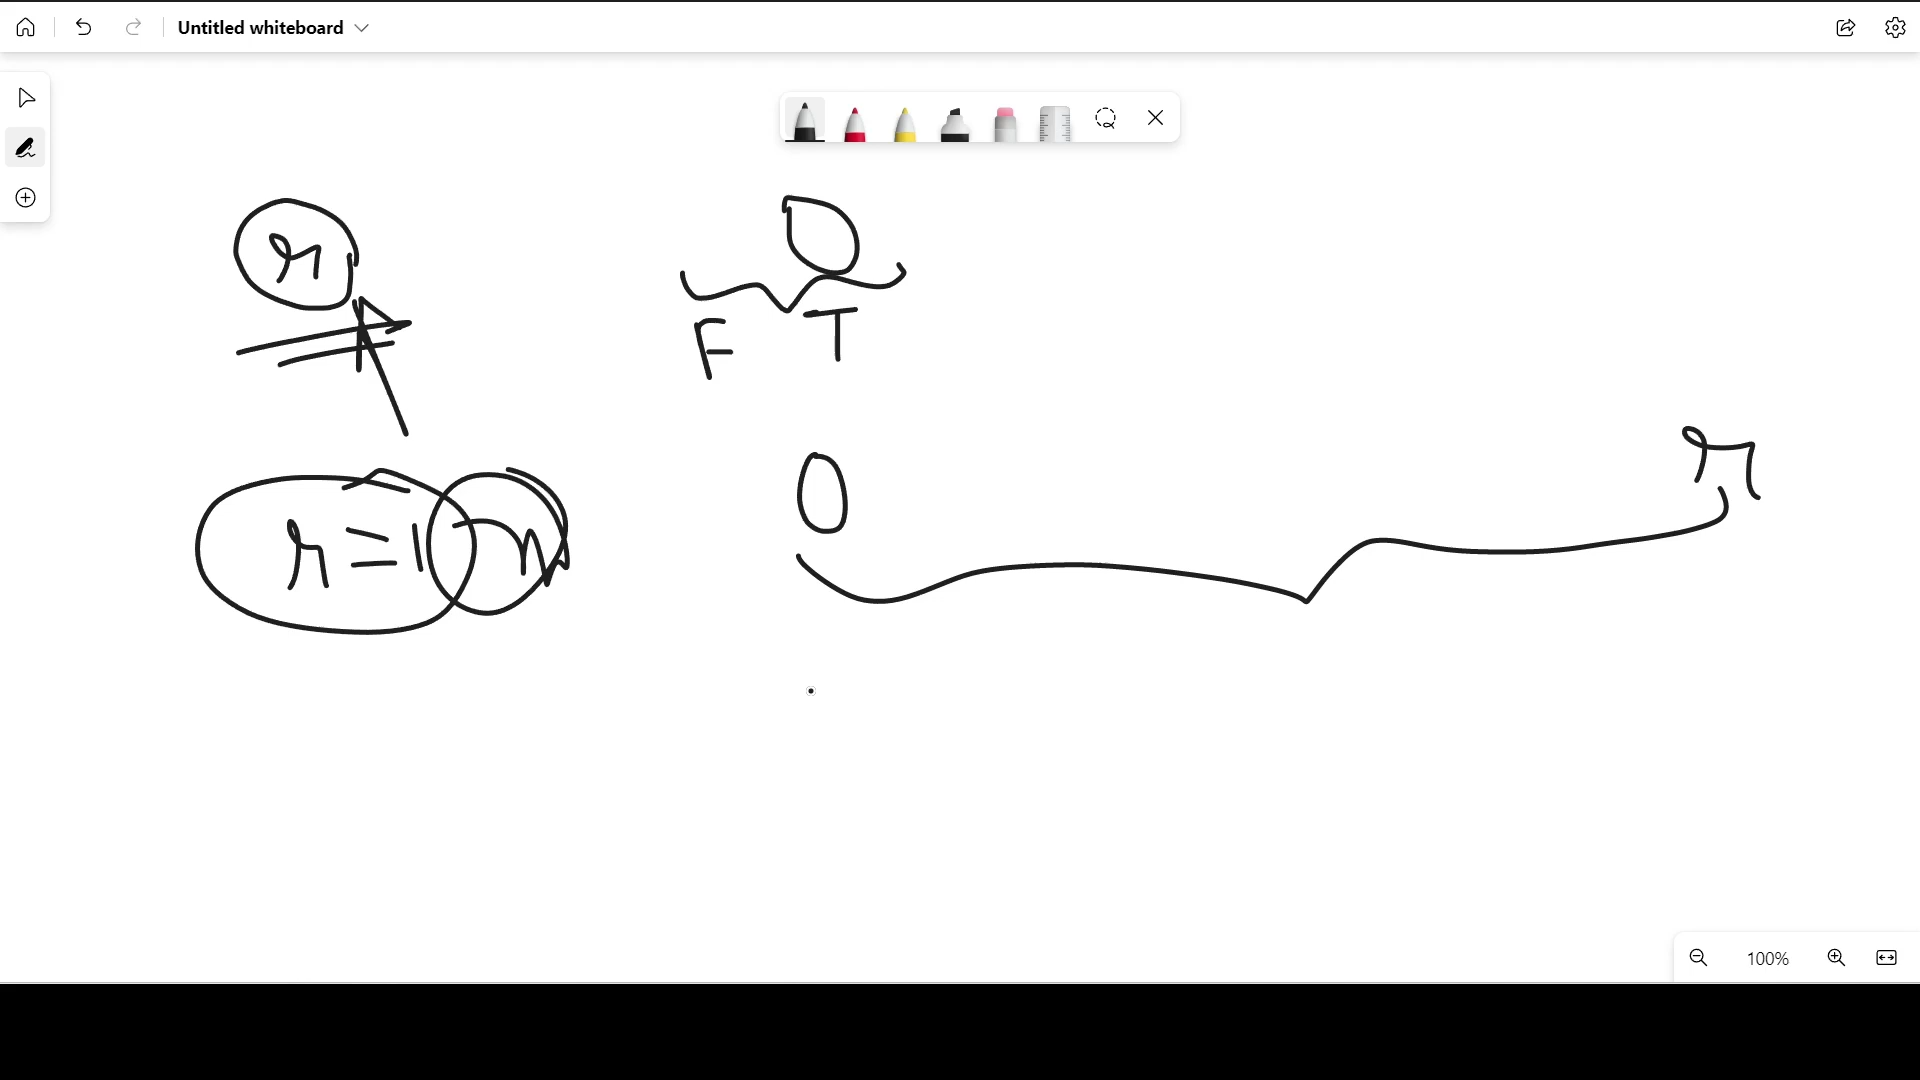 Untitled whiteboard
r
D
F T
0 r
r = 1 n
100%